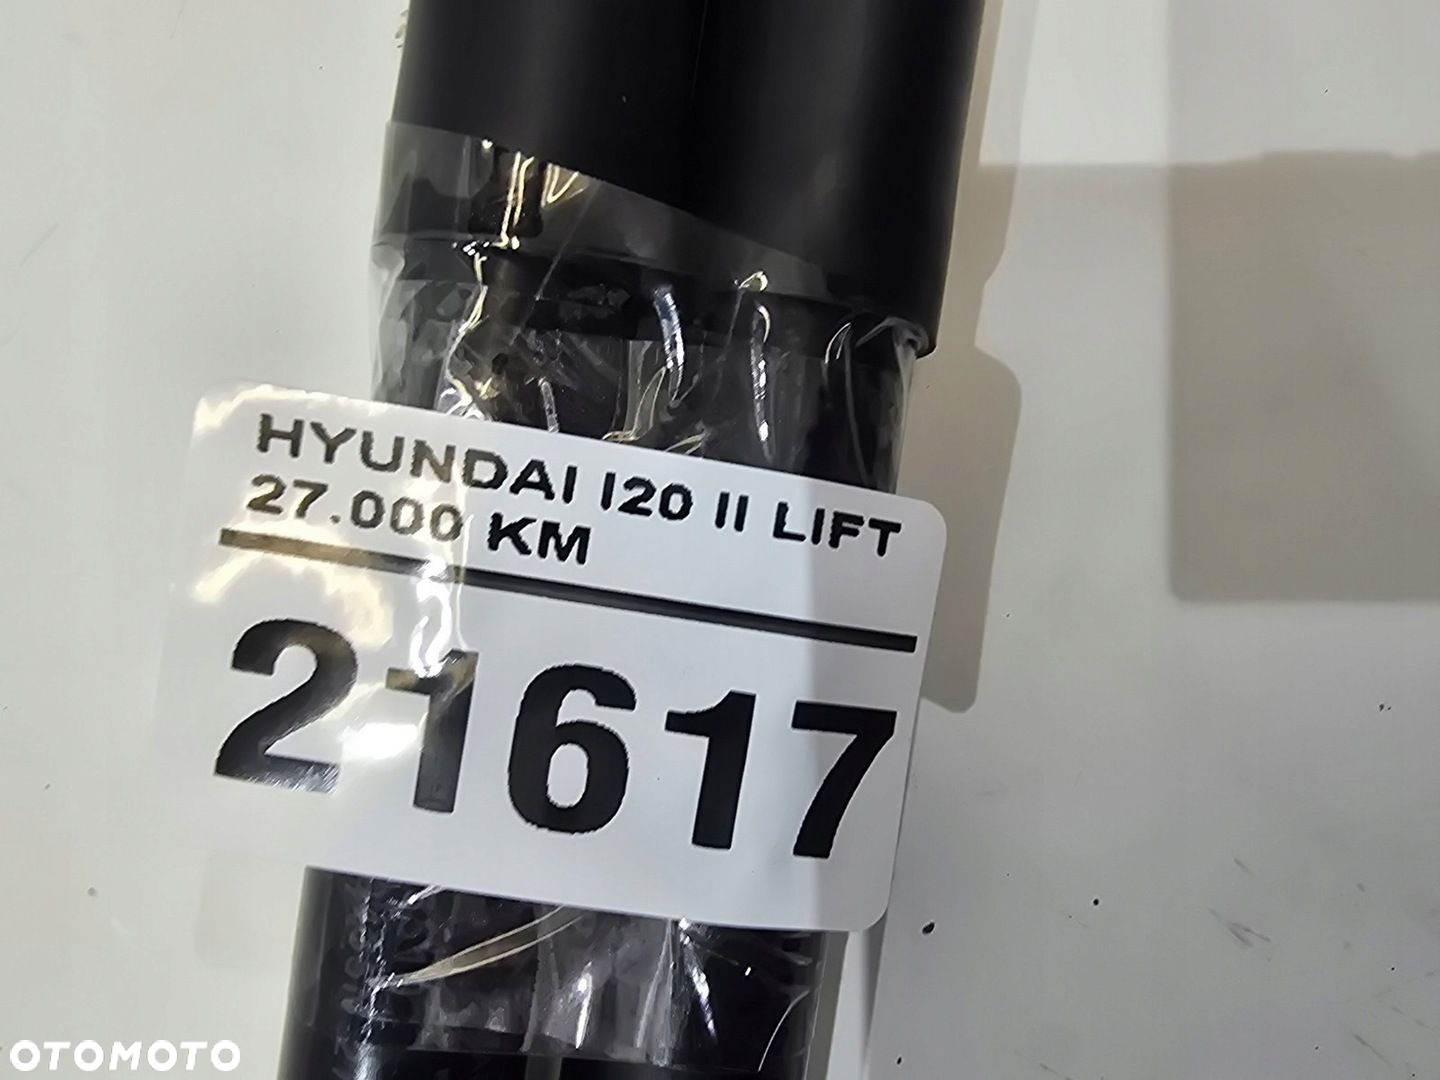 HYUNDAI I20 II LIFT
27.000 KM
21617
OTOMOTO